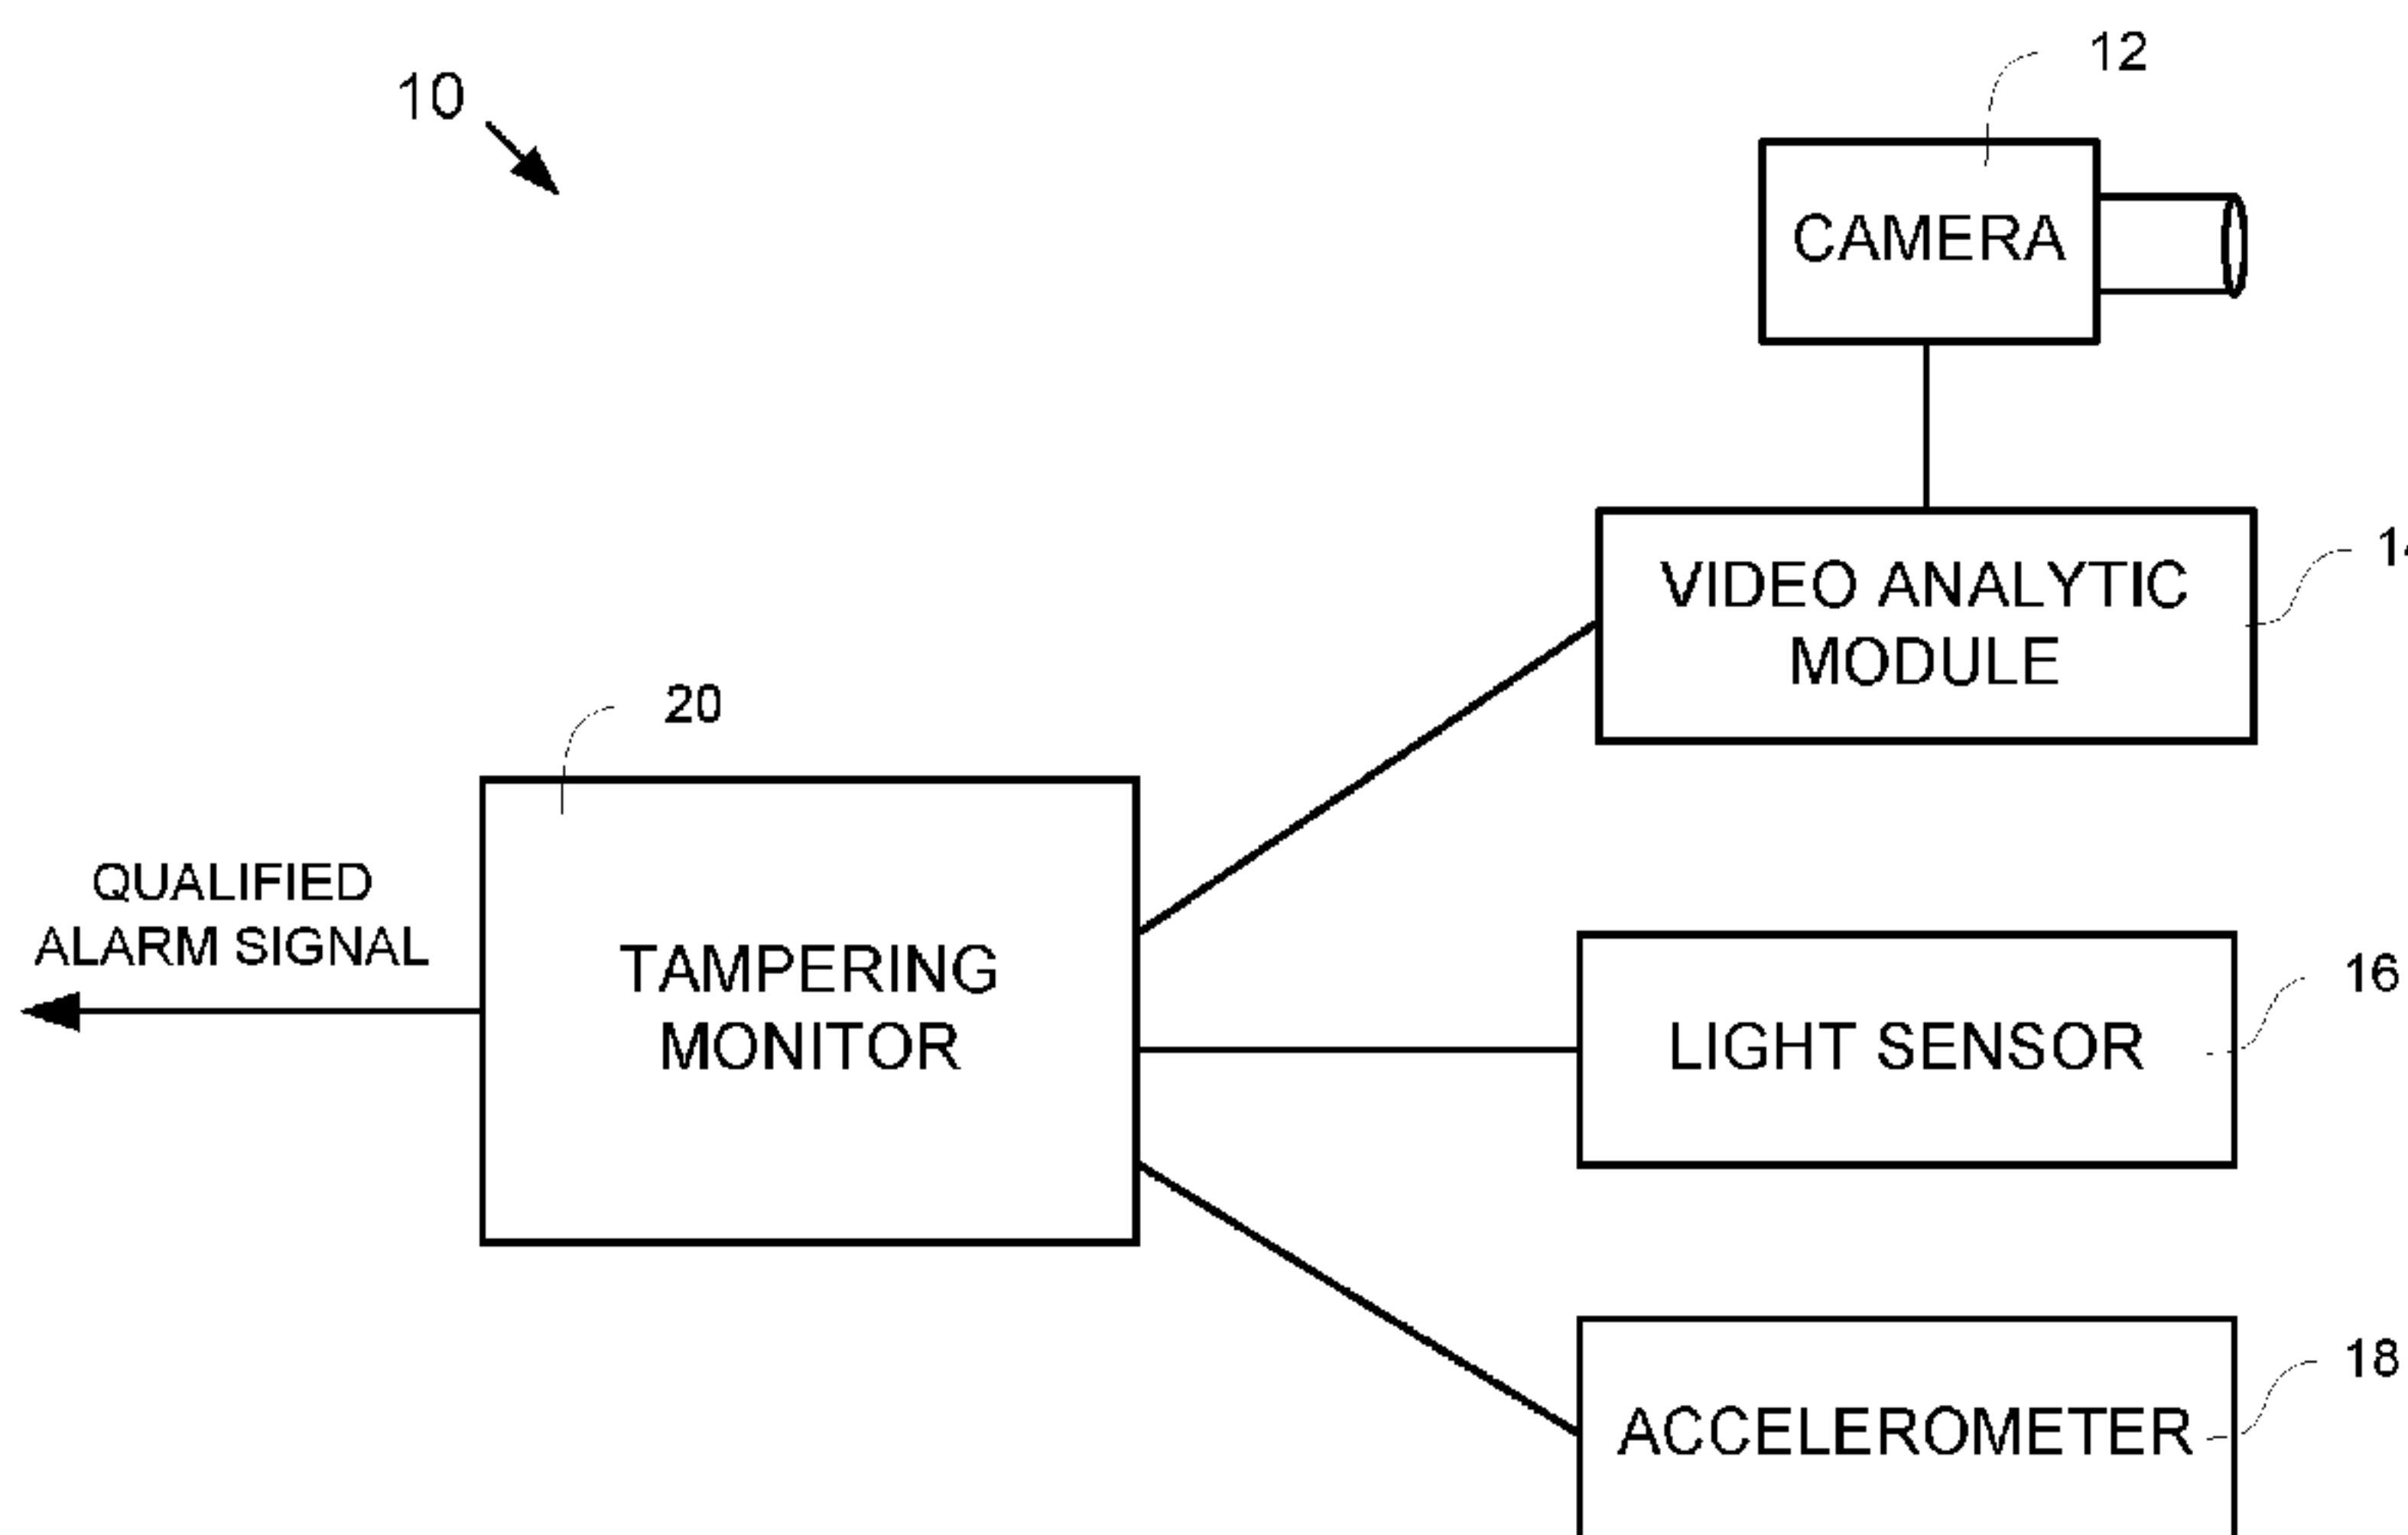 10
12
CAMERA
VIDEO ANALYTIC
MODULE
20
QUALIFIED
ALARM SIGNAL
TAMPERING
MONITOR
16
LIGHT SENSOR
18
ACCELEROMETER